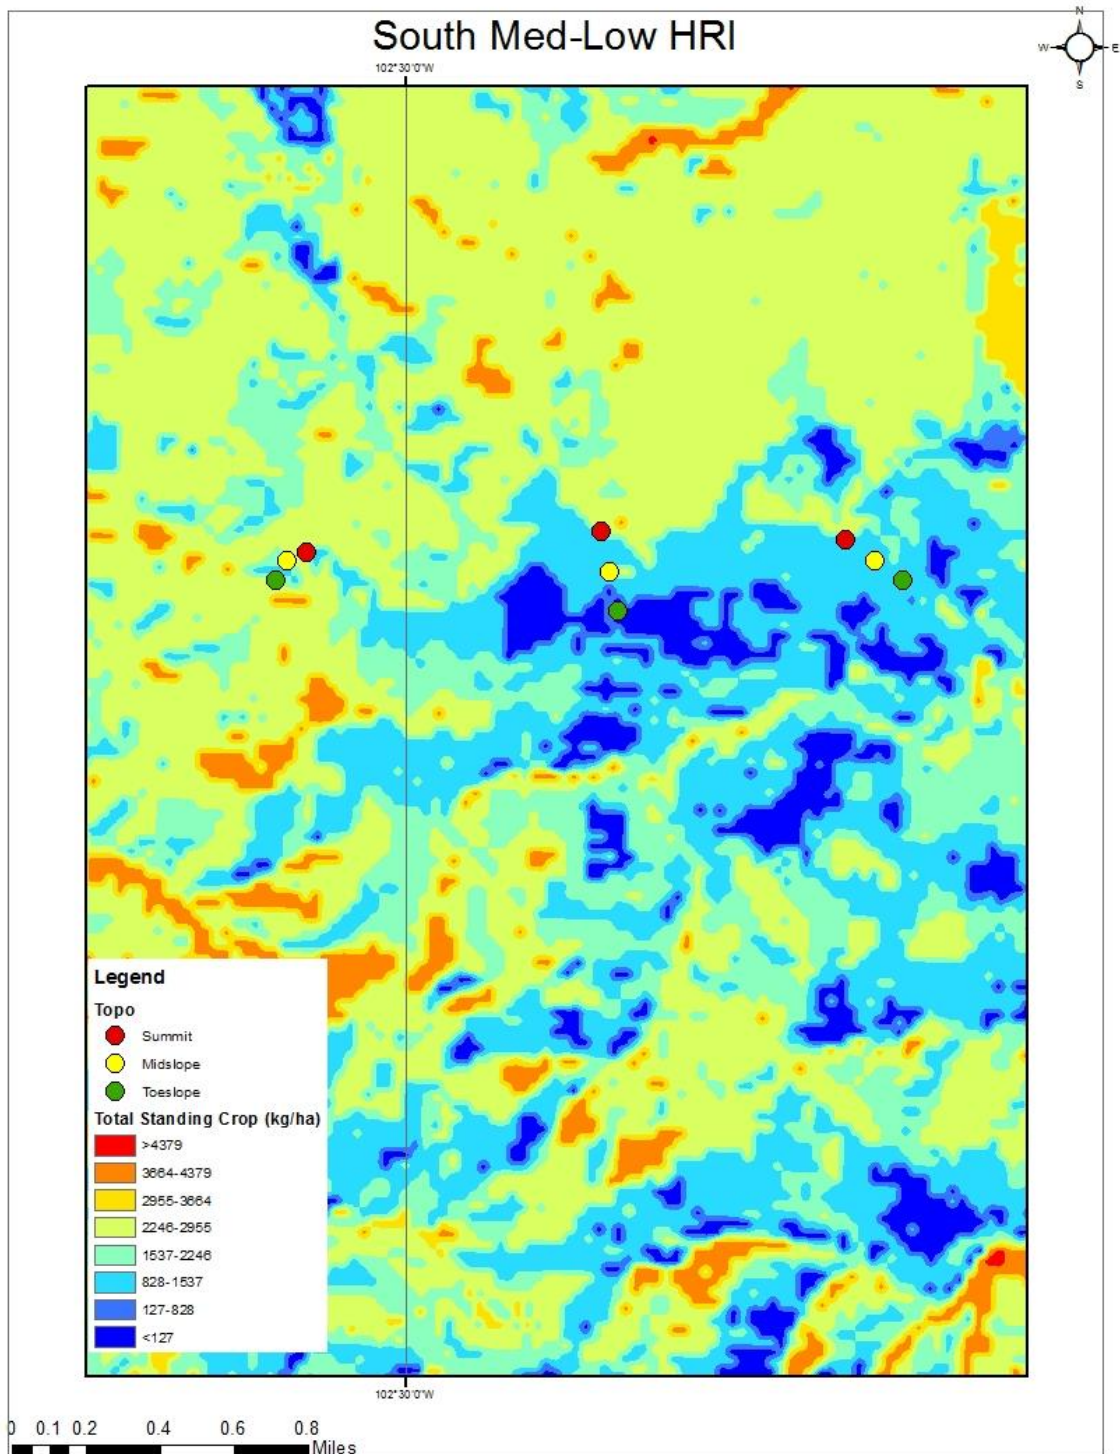 South Med-Low HRI
N
W E
S
102°30'0"W
Legend
Topo
Summit
Midslope
Toeslope
Total Standing Crop (kg/ha)
>4379
3664-4379
2955-3664
2246-2955
1537-2246
828-1537
127-828
<127
102°30'0"W
0 0.1 0.2 0.4 0.6 0.8
Miles